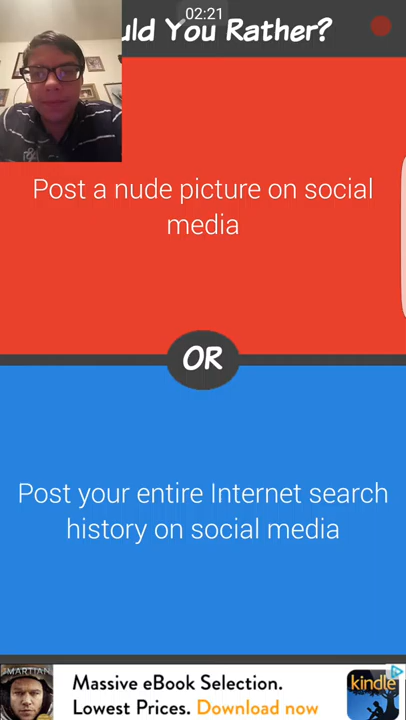 02:21
uld You Rather?
Post a nude picture on social
media
OR
Post your entire Internet search
history on social media
MARTIAN
Massive eBook Selection.
Lowest Prices. Download now
kindle